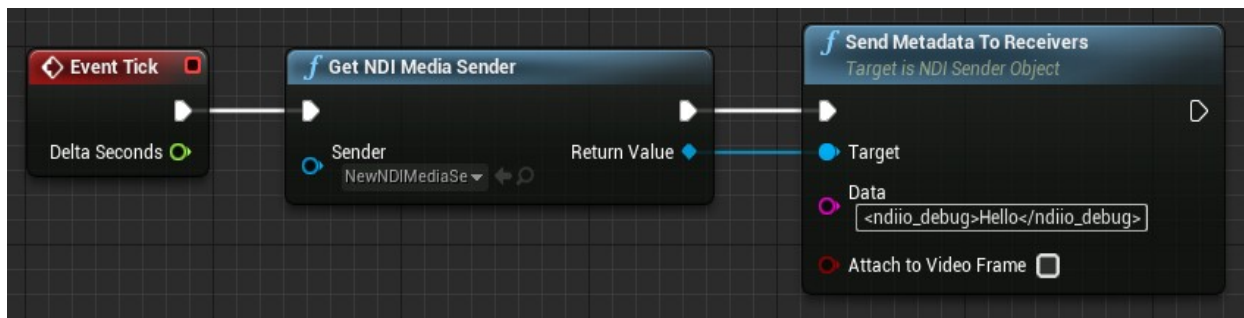 Event Tick
Delta Seconds
Get NDI Media Sender
Sender
NewNDIMediaSe
Return Value
Send Metadata To Receivers
Target is NDI Sender Object
Target
Data
<ndiio_debug>Hello</ndiio_debug>
Attach to Video Frame